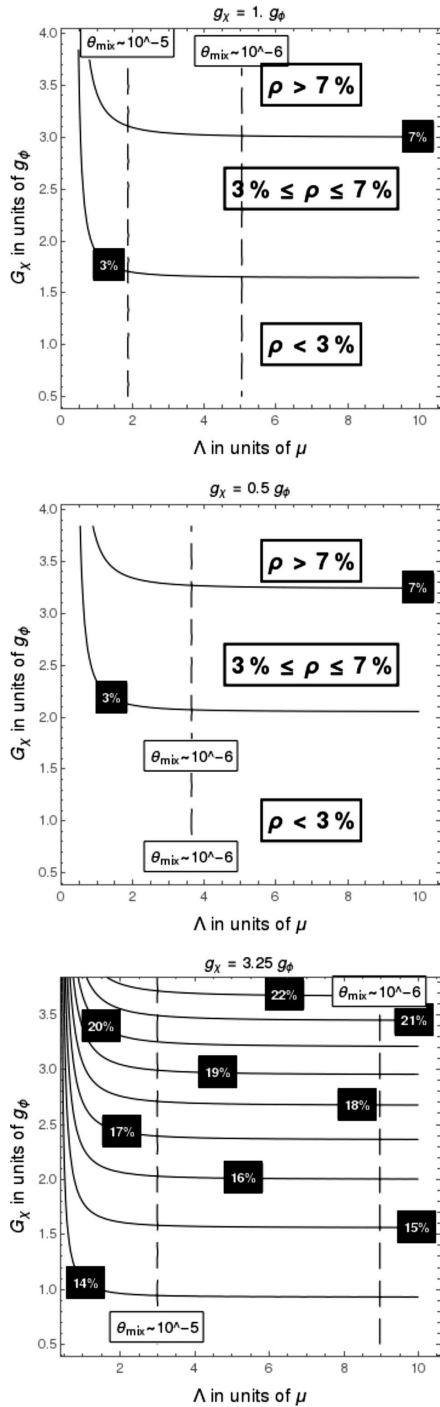 g_χ = 1. g_ϕ
θ_mix~10^-5
θ_mix~10^-6
ρ > 7 %
7%
3 % ≤ ρ ≤ 7 %
3%
ρ < 3 %
G_χ in units of g_ϕ
4.0
3.5
3.0
2.5
2.0
1.5
1.0
0.5
0 2 4 6 8 10
Λ in units of μ
g_χ = 0.5 g_ϕ
ρ > 7 %
7%
3 % ≤ ρ ≤ 7 %
3%
θ_mix~10^-6
ρ < 3 %
θ_mix~10^-6
G_χ in units of g_ϕ
4.0
3.5
3.0
2.5
2.0
1.5
1.0
0.5
0 2 4 6 8 10
Λ in units of μ
g_χ = 3.25 g_ϕ
22%
θ_mix~10^-6
20%
21%
19%
18%
17%
16%
15%
14%
θ_mix~10^-5
G_χ in units of g_ϕ
3.5
3.0
2.5
2.0
1.5
1.0
0.5
2 4 6 8 10
Λ in units of μ